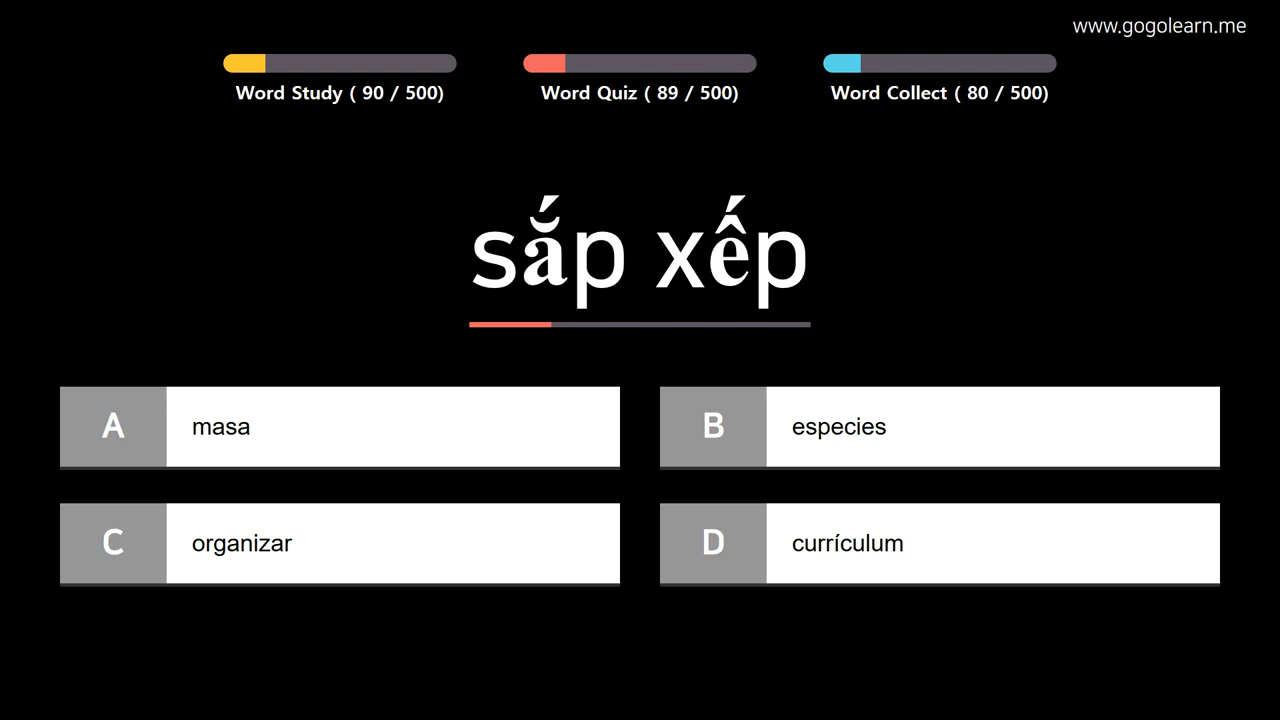 www.gogolearn.me
Word Study ( 90 / 500)
Word Quiz ( 89 / 500)
Word Collect ( 80 / 500)
sắp xếp
A masa
B especies
C organizar
D currículum